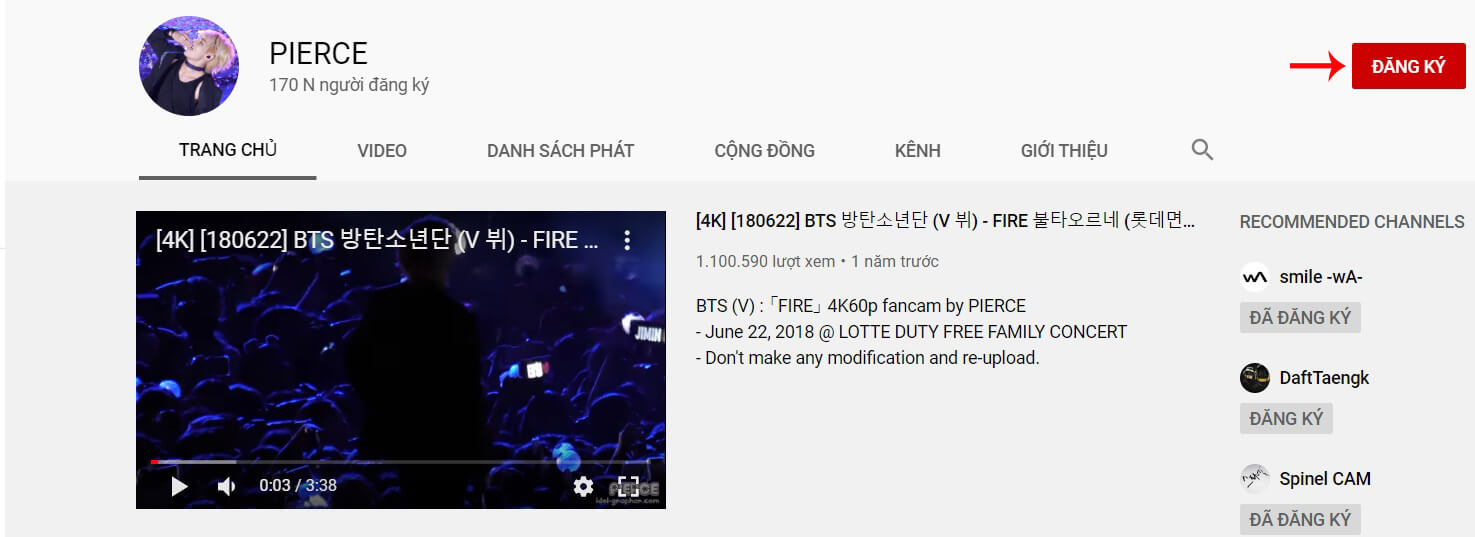 PIERCE
170 N người đăng ký
ĐĂNG KÝ
TRANG CHỦ
VIDEO
DANH SÁCH PHÁT
CỘNG ĐỒNG
KÊNH
GIỚI THIỆU
[4K] [180622] BTS 방탄소년단 (V 뷔) - FIRE ...
JIMIN
0:03 / 3:38
PIERCE
idol-grapher.com
[4K] [180622] BTS 방탄소년단 (V 뷔) - FIRE 불타오르네 (롯데면...
1.100.590 lượt xem • 1 năm trước
BTS (V) :「FIRE」 4K60p fancam by PIERCE
- June 22, 2018 @ LOTTE DUTY FREE FAMILY CONCERT
- Don't make any modification and re-upload.
RECOMMENDED CHANNELS
smile -wA-
ĐÃ ĐĂNG KÝ
DaftTaengk
ĐĂNG KÝ
Spinel CAM
ĐÃ ĐĂNG KÝ